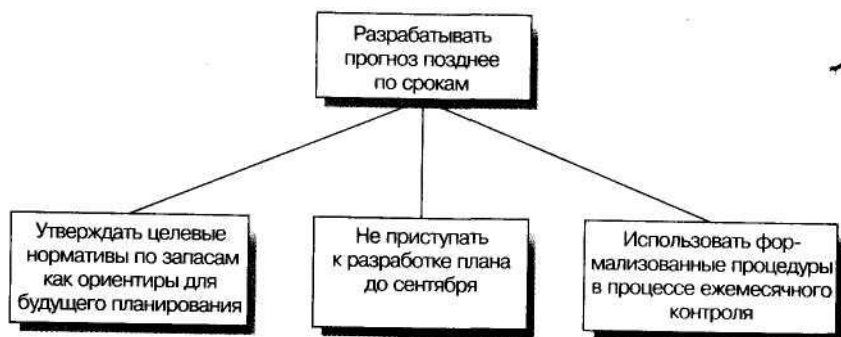 Разрабатывать
прогноз позднее
по срокам
Утверждать целевые
нормативы по запасам
как ориентиры для
будущего планирования
Не приступать
к разработке плана
до сентября
Использовать фор-
мализованные процедуры
в процессе ежемесячного
контроля